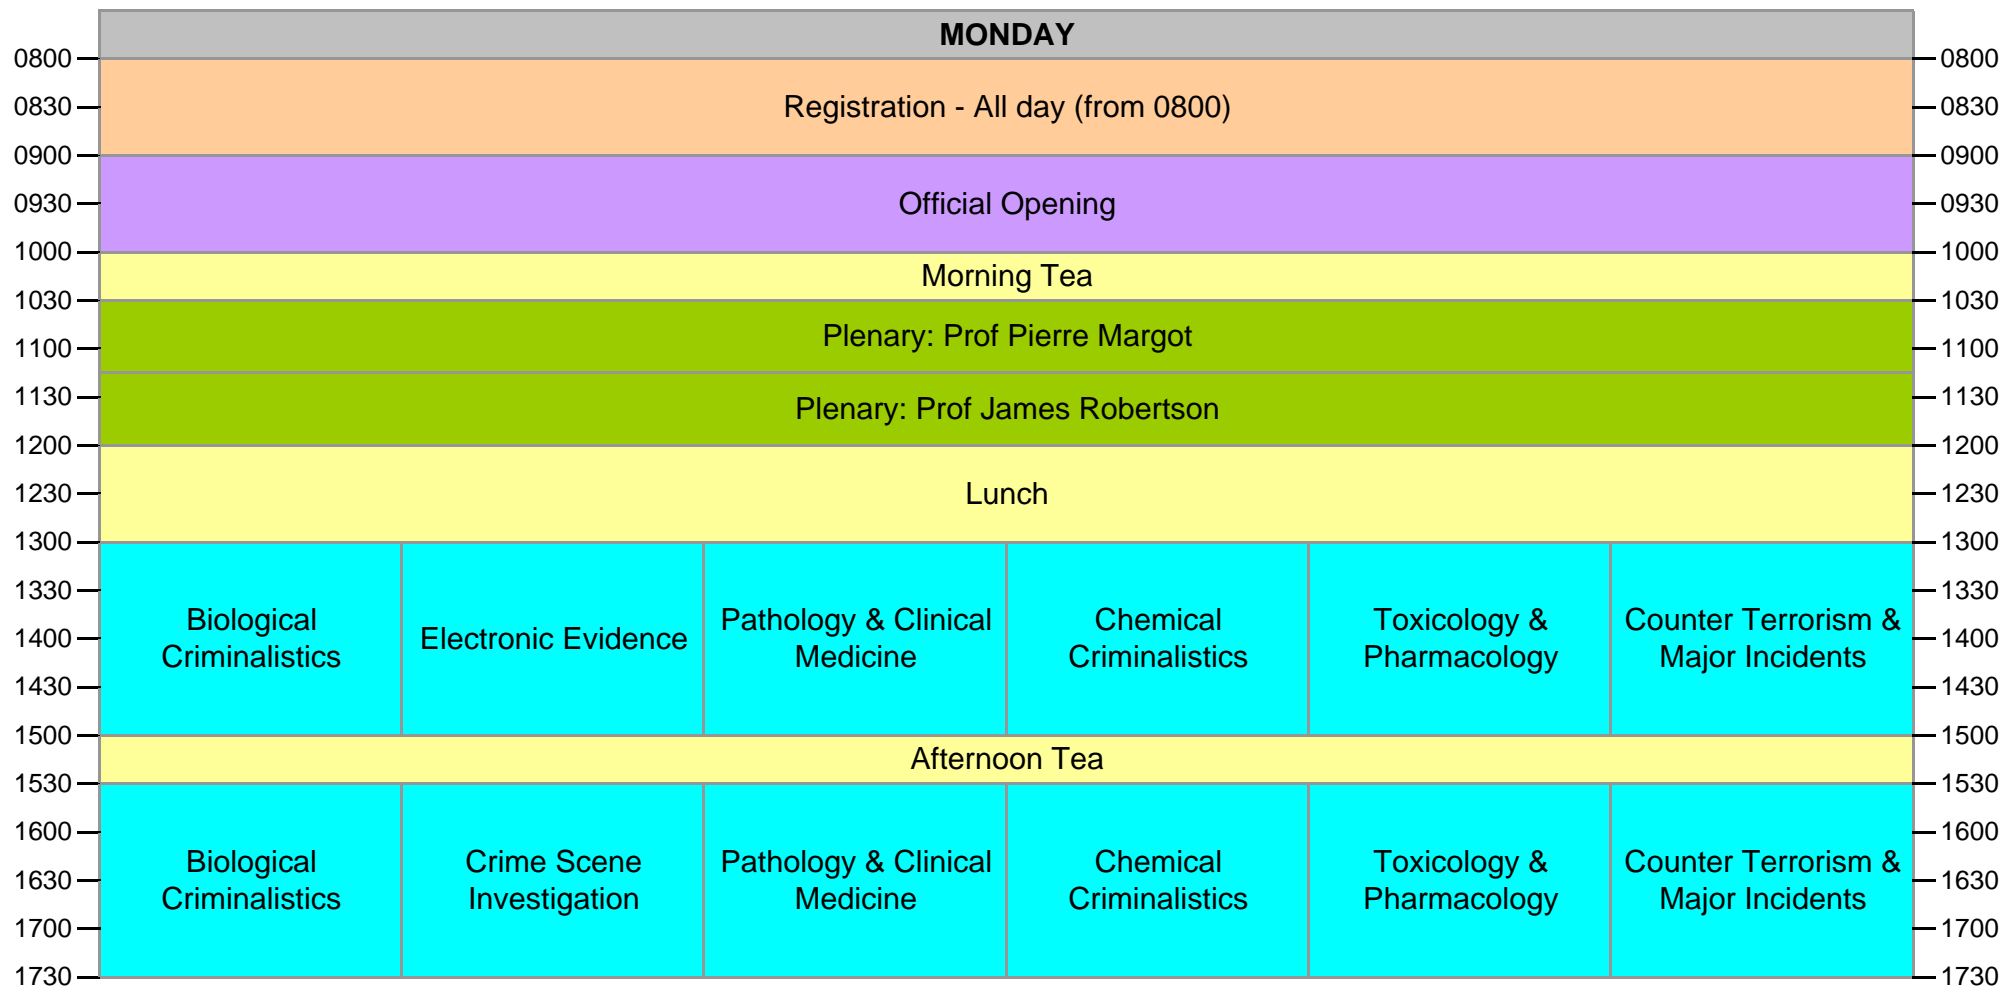 MONDAY
0800 0800
Registration - All day (from 0800)
0830 0830
0900 0900
Official Opening
0930 0930
1000 1000
Morning Tea
1030 1030
Plenary: Prof Pierre Margot
1100 1100
1130 1130
Plenary: Prof James Robertson
1200 1200
1230 1230
Lunch
1300 1300
1330 1330
Biological
Criminalistics
Electronic Evidence
Pathology & Clinical
Medicine
Chemical
Criminalistics
Toxicology &
Pharmacology
Counter Terrorism &
Major Incidents
1400 1400
1430 1430
1500 1500
Afternoon Tea
1530 1530
1600 1600
Biological
Criminalistics
Crime Scene
Investigation
Pathology & Clinical
Medicine
Chemical
Criminalistics
Toxicology &
Pharmacology
Counter Terrorism &
Major Incidents
1630 1630
1700 1700
1730 1730